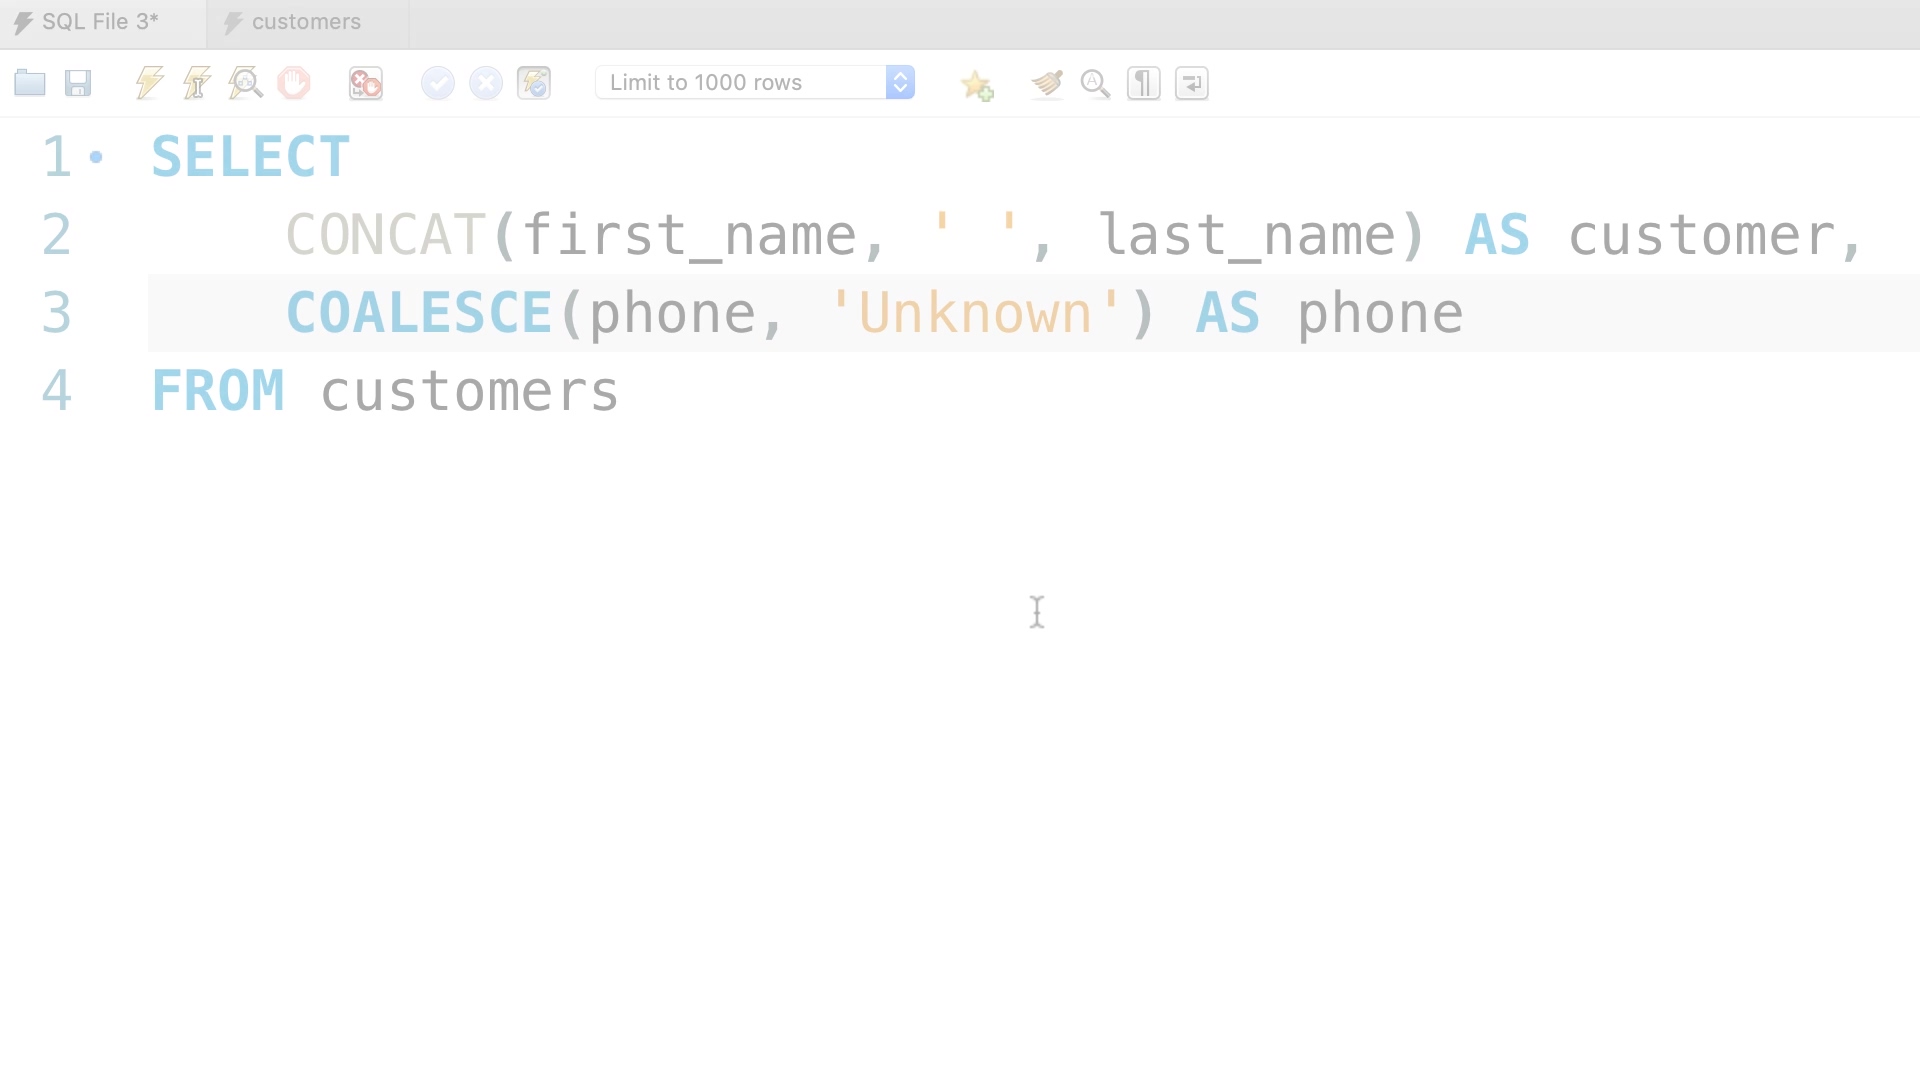 SQL File 3* customers
Limit to 1000 rows
1 SELECT
2 CONCAT(first_name, ' ', last_name) AS customer,
3 COALESCE(phone, 'Unknown') AS phone
4 FROM customers